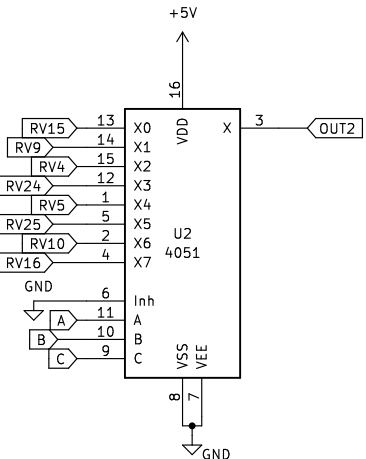 +5V
16
VDD
RV15 13 X0 X 3 OUT2
RV9 14 X1
RV4 15 X2
RV24 12 X3
RV5 1 X4
RV25 5 X5
RV10 2 X6
RV16 4 X7
U2
4051
GND
6 Inh
A 11 A
B 10 B
C 9 C
VSS VEE
8 7
GND